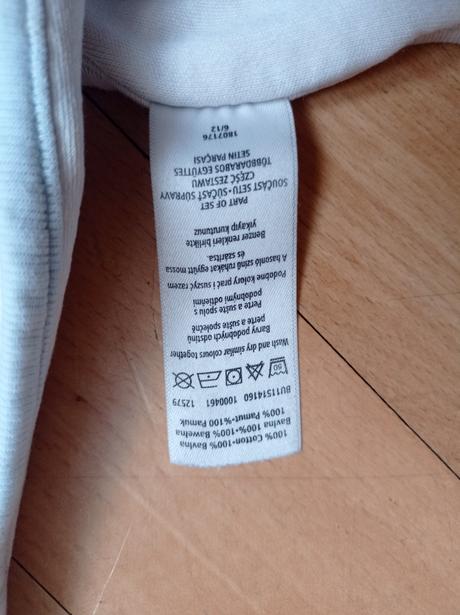 100% Cotton•100%
Bavlna•100% Bawełna
100% Pamut•%100 Pamuk
BU11514160 1000461 12579
50
Wash and dry similar colours together
Barvy podobných odstínů
perte a sušte společně
Perte a sušte spolu s
podobnými odtieňmi
Podobne kolory prać i suszyć razem
A hasonló színű ruhákat együtt mossa
és szárítsa.
Benzer renkleri birlikte
yıkayıp kurutunuz
PART OF SET
SOUČÁST SETU•SÚČASŤ SÚPRAVY
CZĘŚĆ ZESTAWU
TÖBBDARABOS EGYÜTTES
SETİN PARÇASI
1807176
6/12